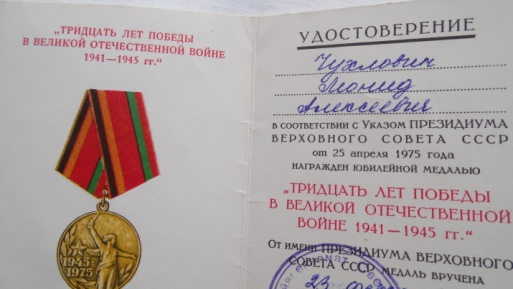 „ТРИДЦАТЬ ЛЕТ ПОБЕДЫ
В ВЕЛИКОЙ ОТЕЧЕСТВЕННОЙ ВОЙНЕ
1941—1945 гг.“
1945
1975
УДОСТОВЕРЕНИЕ
Чухлович
Леонид
Алексеевич
В СООТВЕТСТВИИ С УКАЗОМ ПРЕЗИДИУМА
ВЕРХОВНОГО СОВЕТА СССР
от 25 апреля 1975 года
НАГРАЖДЕН ЮБИЛЕЙНОЙ МЕДАЛЬЮ
„ТРИДЦАТЬ ЛЕТ ПОБЕДЫ
В ВЕЛИКОЙ ОТЕЧЕСТВЕННОЙ
ВОЙНЕ 1941—1945 гг.“
От имени ПРЕЗИДИУМА ВЕРХОВНОГО
СОВЕТА СССР МЕДАЛЬ ВРУЧЕНА
23